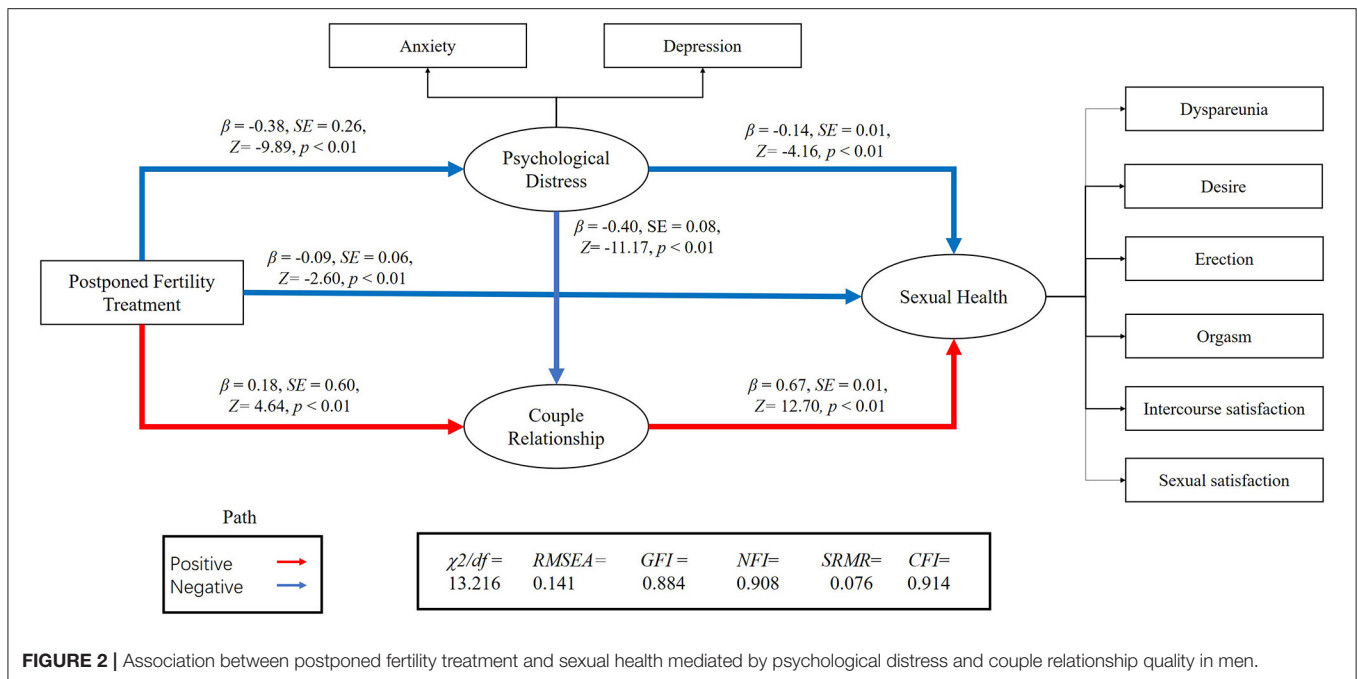 Anxiety
Depression
β = -0.38, SE = 0.26,
Z= -9.89, p < 0.01
Psychological
Distress
β = -0.14, SE = 0.01,
Z= -4.16, p < 0.01
β = -0.40, SE = 0.08,
Z= -11.17, p < 0.01
Postponed Fertility
Treatment
β = -0.09, SE = 0.06,
Z= -2.60, p < 0.01
Sexual Health
β = 0.18, SE = 0.60,
Z= 4.64, p < 0.01
Couple
Relationship
β = 0.67, SE = 0.01,
Z= 12.70, p < 0.01
Dyspareunia
Desire
Erection
Orgasm
Intercourse satisfaction
Sexual satisfaction
Path
Positive
Negative
χ2/df = RMSEA= GFI = NFI= SRMR= CFI=
13.216 0.141 0.884 0.908 0.076 0.914
FIGURE 2 | Association between postponed fertility treatment and sexual health mediated by psychological distress and couple relationship quality in men.